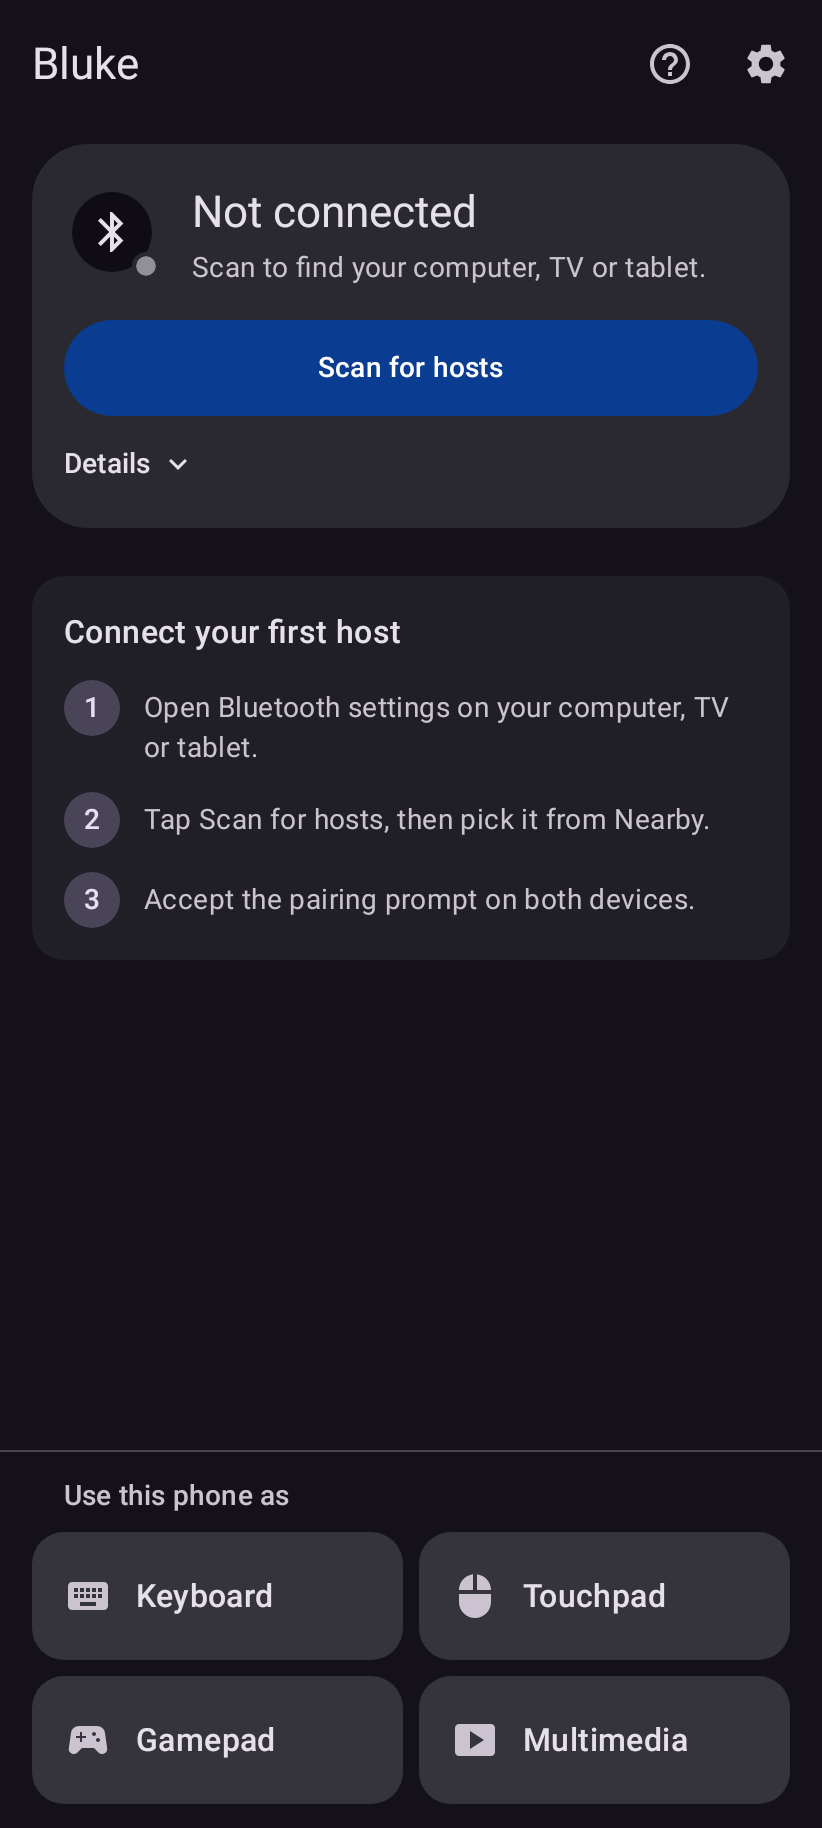 Bluke
Not connected
Scan to find your computer, TV or tablet.
Scan for hosts
Details
Connect your first host
1 Open Bluetooth settings on your computer, TV
or tablet.
2 Tap Scan for hosts, then pick it from Nearby.
3 Accept the pairing prompt on both devices.
Use this phone as
Keyboard
Touchpad
Gamepad
Multimedia